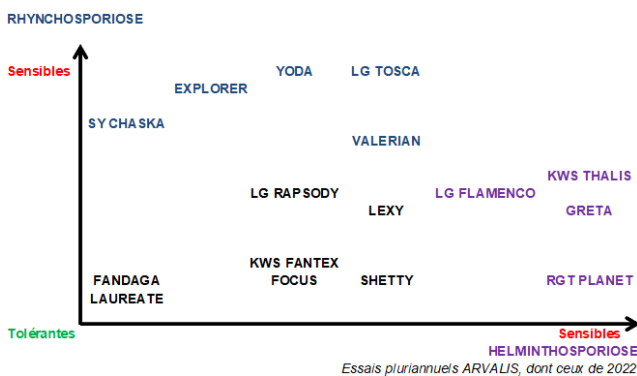 RHYNCHOSPORIOSE
Sensibles
YODA
LG TOSCA
EXPLORER
SY CHASKA
VALERIAN
KWS THALIS
LG RAPSODY
LG FLAMENCO
LEXY
GRETA
KWS FANTEX
FOCUS
FANDAGA
LAUREATE
SHETTY
RGT PLANET
Tolérantes
Sensibles
HELMINTHOSPORIOSE
Essais pluriannuels ARVALIS, dont ceux de 2022